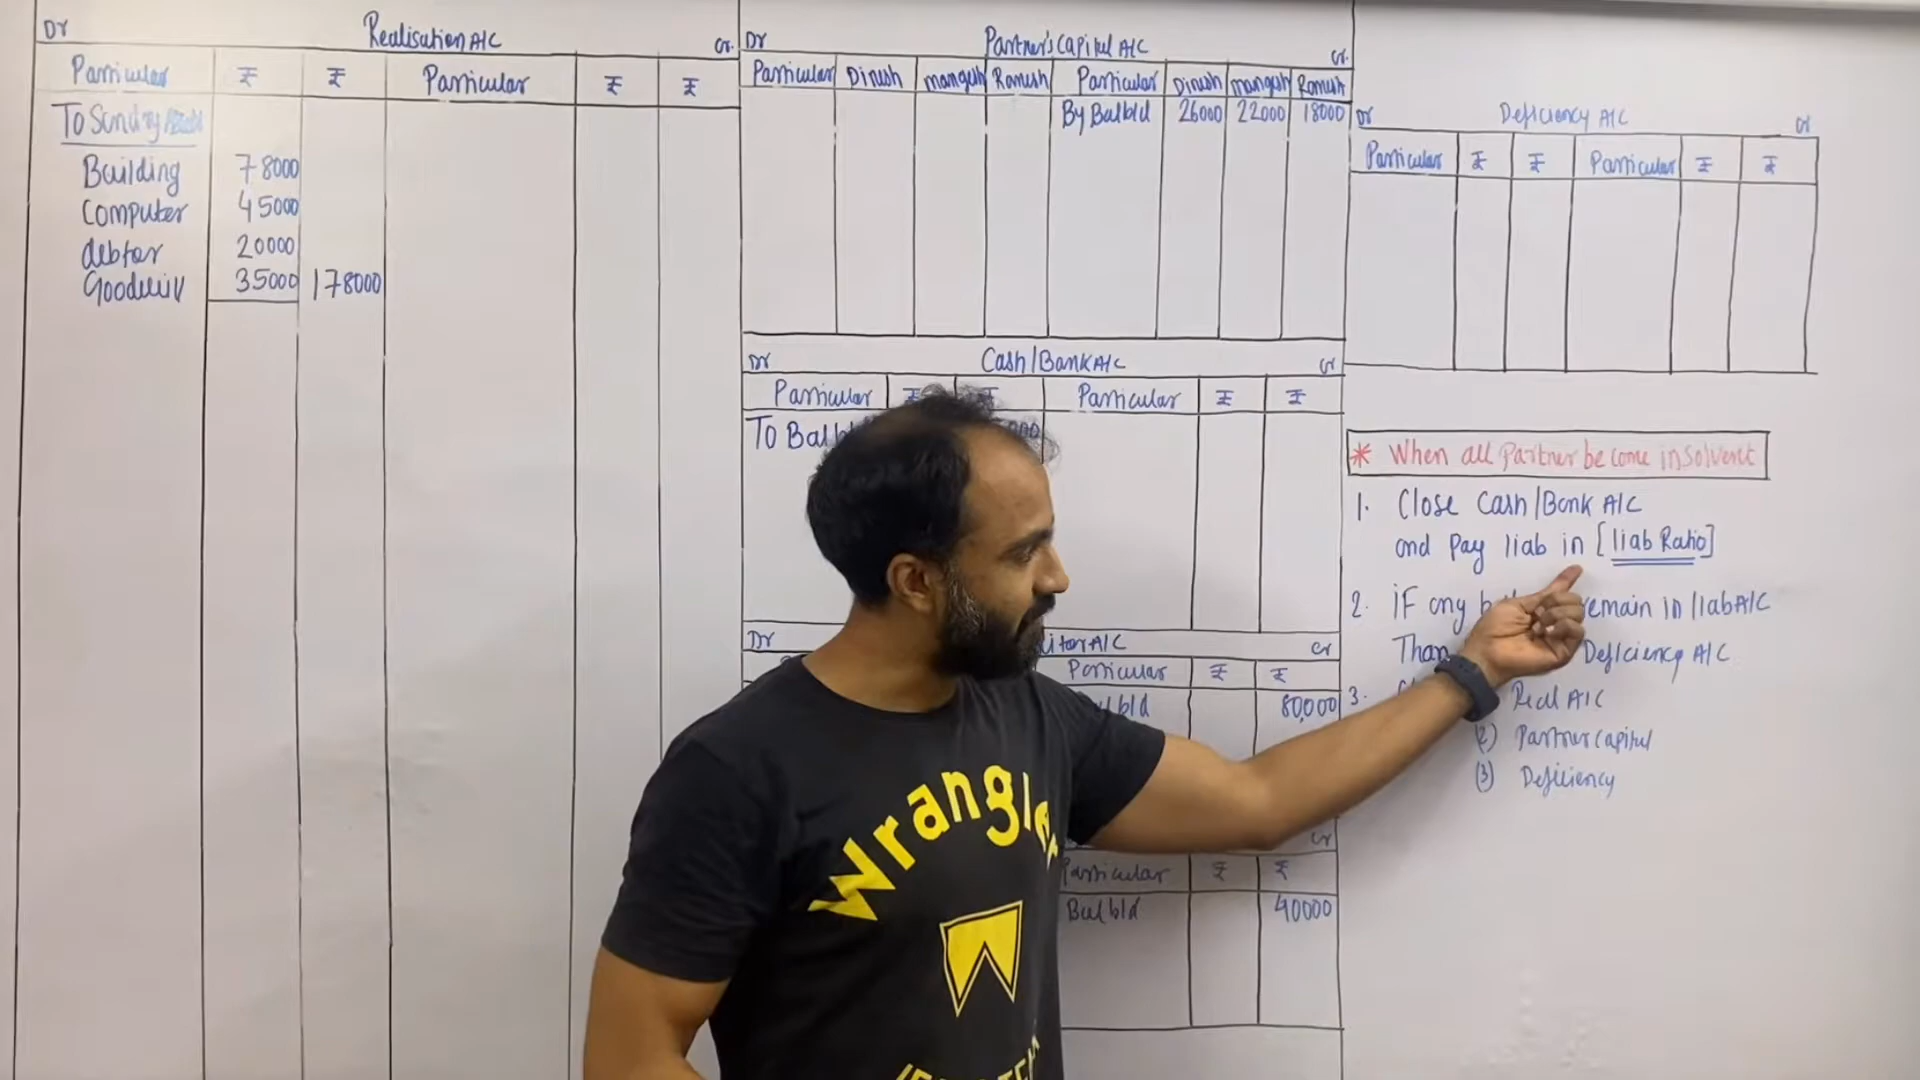 Dr Realisation A/C Cr.
Particular ₹ ₹ Particular ₹ ₹
To Sundry
Building 78000
Computer 45000
debtor 20000
Goodwill 35000 178000
Dr Partner's Capital A/C Cr.
Particular Dinesh mangesh Ramesh Particular Dinesh mangesh Ramesh
By Bal b/d 26000 22000 18000
Dr Deficiency A/C Cr
Particular ₹ ₹ Particular ₹ ₹
Dr Cash/Bank A/C Cr
Particular ₹ ₹ Particular ₹ ₹
To Bal
* When all Partner become insolvent
1. Close Cash/Bank A/C
and Pay liab in [liab Ratio]
2. IF any remain in liab A/C
Than Deficiency A/C
3. Real A/C
(2) Partner Capital
(3) Deficiency
Dr A/C Cr
Particular ₹ ₹
b/d 80,000
Cr
Particular ₹ ₹
Bal b/d 40000
Wrangler